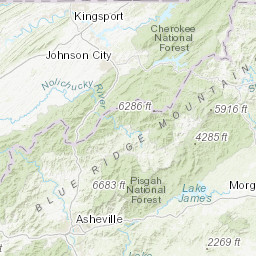 Kingsport
Cherokee
National
Forest
Johnson City
Nolichucky River
6286 ft
5916 ft
4285 ft
BLUE RIDGE MOUNTAIN
6683 ft
Pisgah
National
Forest
Lake
James
Morg
Asheville
2269 ft